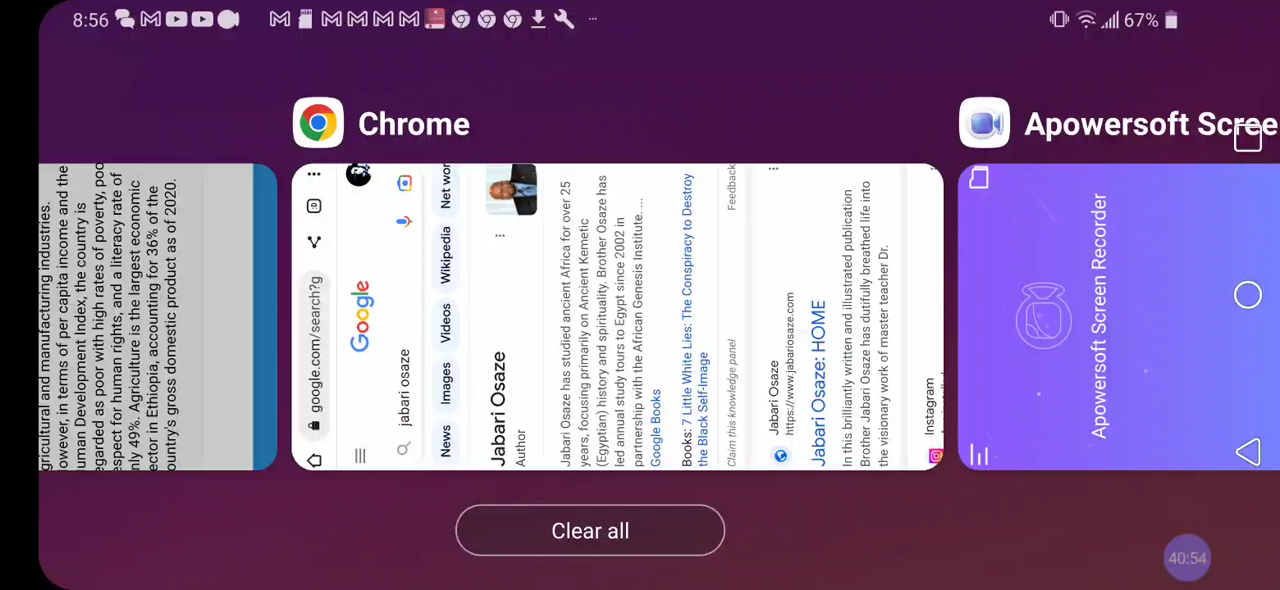 8:56
67%
Chrome
Apowersoft Scree
gricultural and manufacturing industries.
owever, in terms of per capita income and the
uman Development Index, the country is
egarded as poor with high rates of poverty, poo
espect for human rights, and a literacy rate of
nly 49%. Agriculture is the largest economic
ector in Ethiopia, accounting for 36% of the
ountry's gross domestic product as of 2020.
google.com/search?g
Google
jabari osaze
News Images Videos Wikipedia Net wor
Jabari Osaze
Author
Jabari Osaze has studied ancient Africa for over 25
years, focusing primarily on Ancient Kemetic
(Egyptian) history and spirituality. Brother Osaze has
led annual study tours to Egypt since 2002 in
partnership with the African Genesis Institute. ...
Google Books
Books: 7 Little White Lies: The Conspiracy to Destroy
the Black Self-Image
Claim this knowledge panel Feedback
Jabari Osaze
https://www.jabariosaze.com
Jabari Osaze: HOME
In this brilliantly written and illustrated publication
Brother Jabari Osaze has dutifully breathed life into
the visionary work of master teacher Dr.
Instagram
Apowersoft Screen Recorder
Clear all
40:54